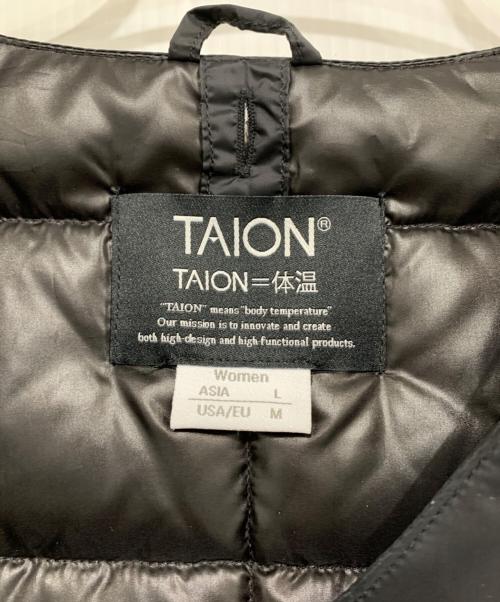 TAION®
TAION=体温
"TAION" means "body temperature"
Our mission is to innovate and create
both high-design and high-functional products.
Women
ASIA L
USA/EU M